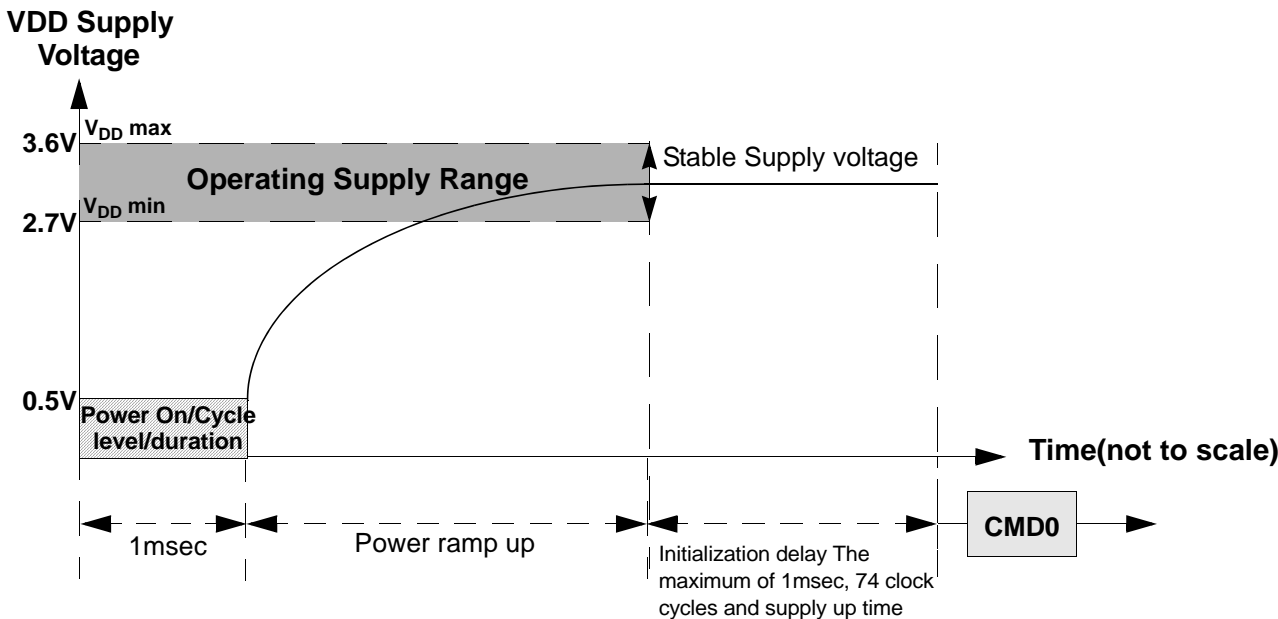 VDD Supply
Voltage
3.6V
V_DD max
Operating Supply Range
Stable Supply voltage
V_DD min
2.7V
0.5V
Power On/Cycle
level/duration
Time(not to scale)
1msec
Power ramp up
Initialization delay The
maximum of 1msec, 74 clock
cycles and supply up time
CMD0